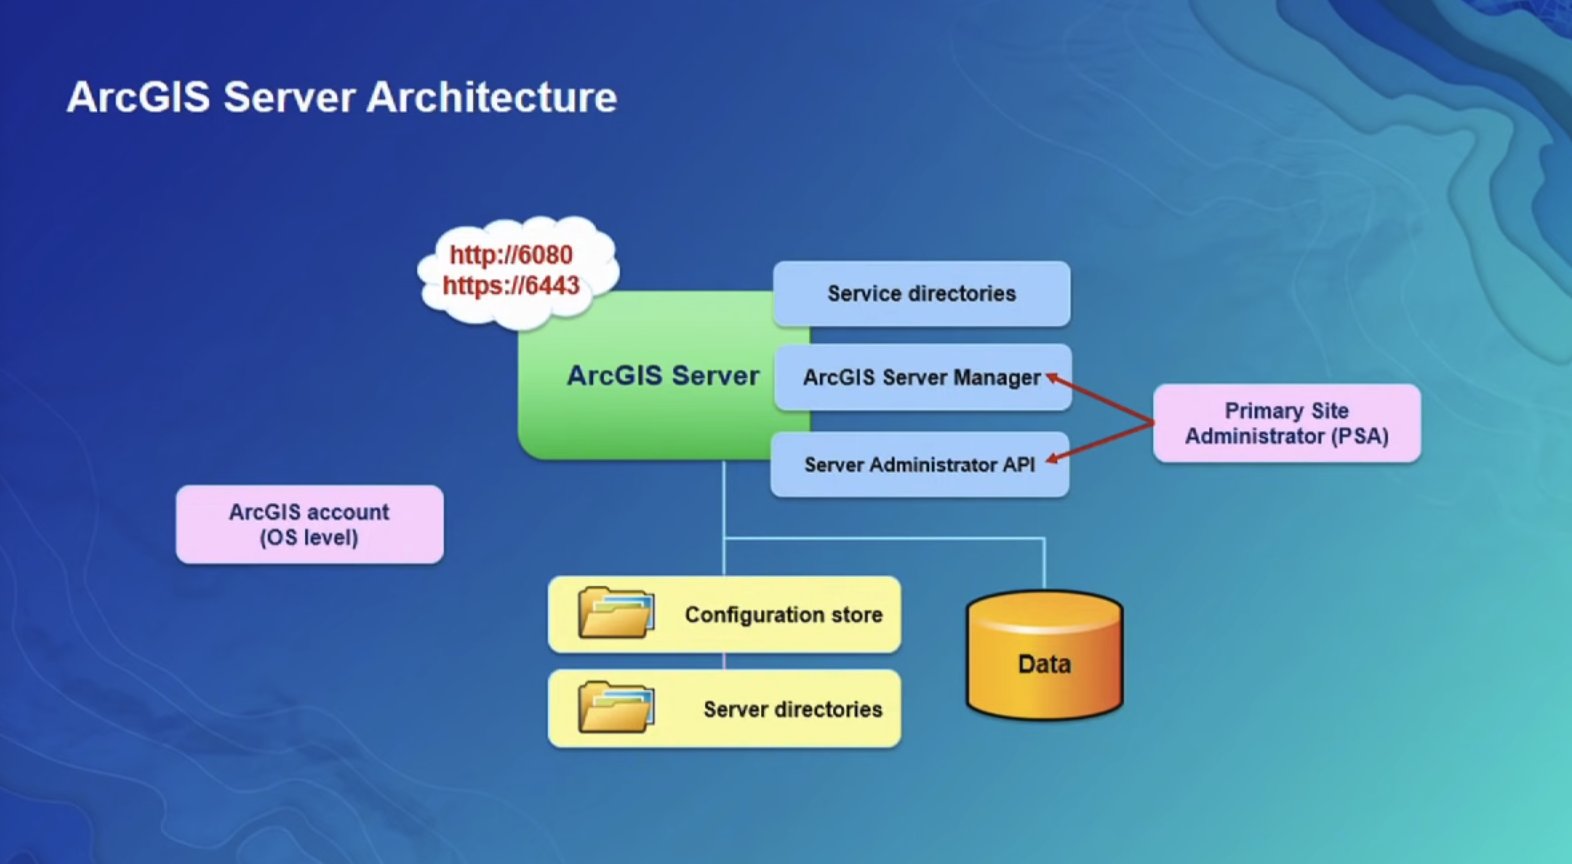 ArcGIS Server Architecture
http://6080
https://6443
Service directories
ArcGIS Server
ArcGIS Server Manager
Primary Site
Administrator (PSA)
Server Administrator API
ArcGIS account
(OS level)
Configuration store
Data
Server directories